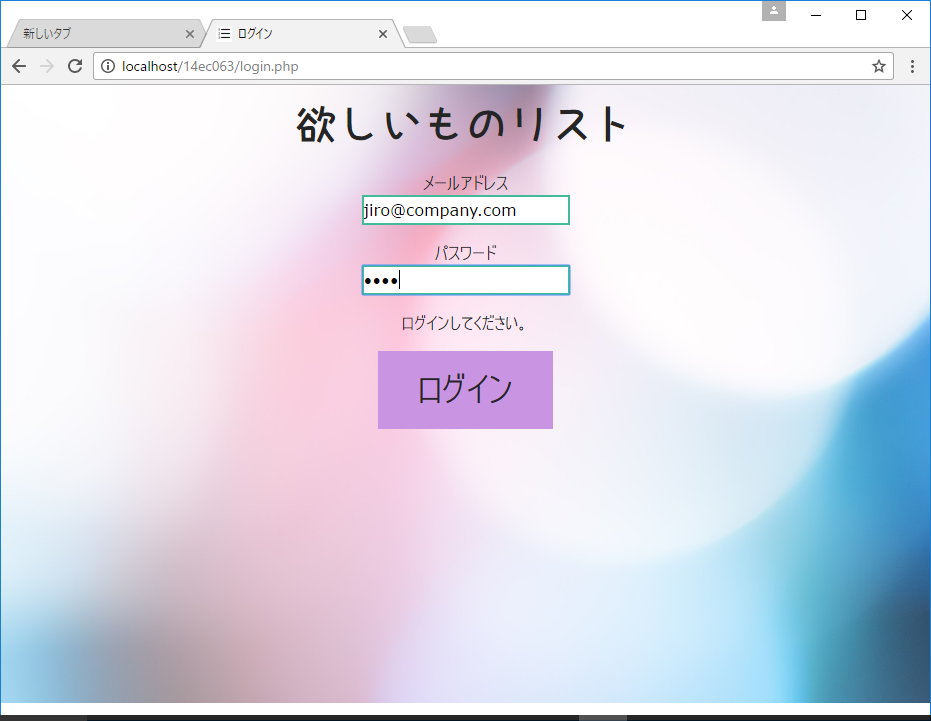 新しいタブ
ログイン
localhost/14ec063/login.php
欲しいものリスト
メールアドレス
jiro@company.com
パスワード
••••
ログインしてください。
ログイン